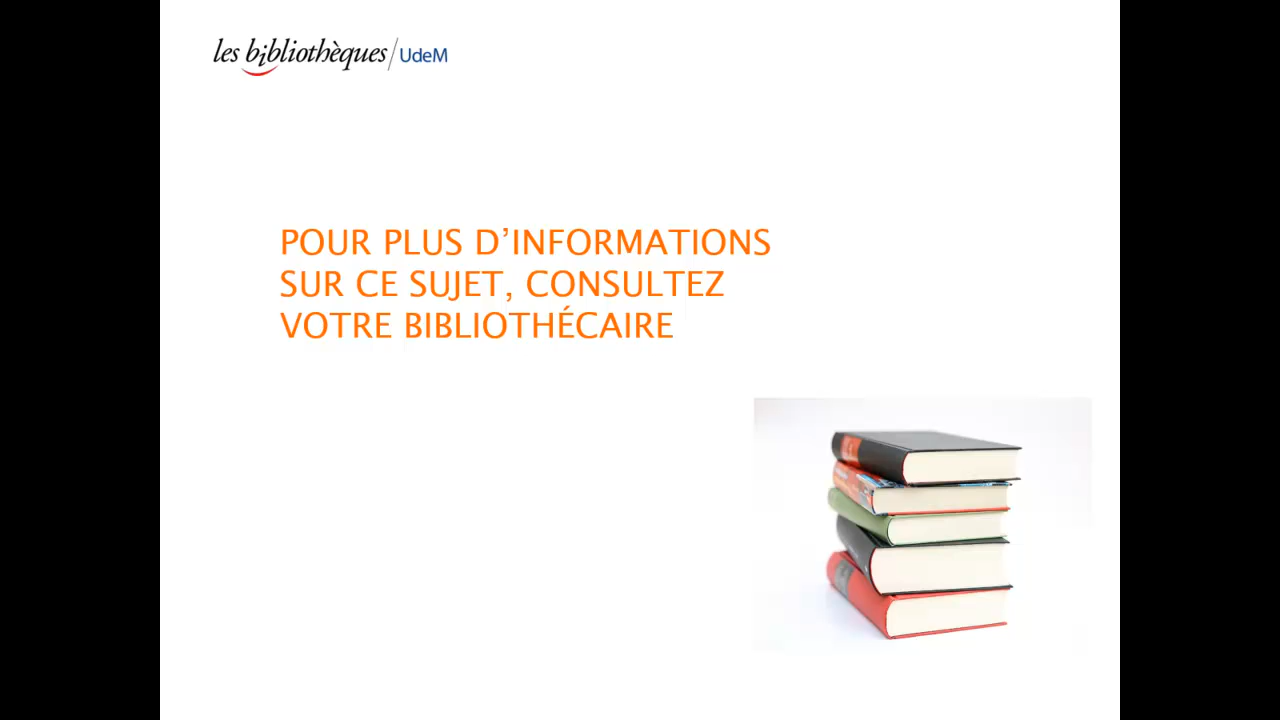 les bibliothèques/UdeM
POUR PLUS D’INFORMATIONS
SUR CE SUJET, CONSULTEZ
VOTRE BIBLIOTHÉCAIRE